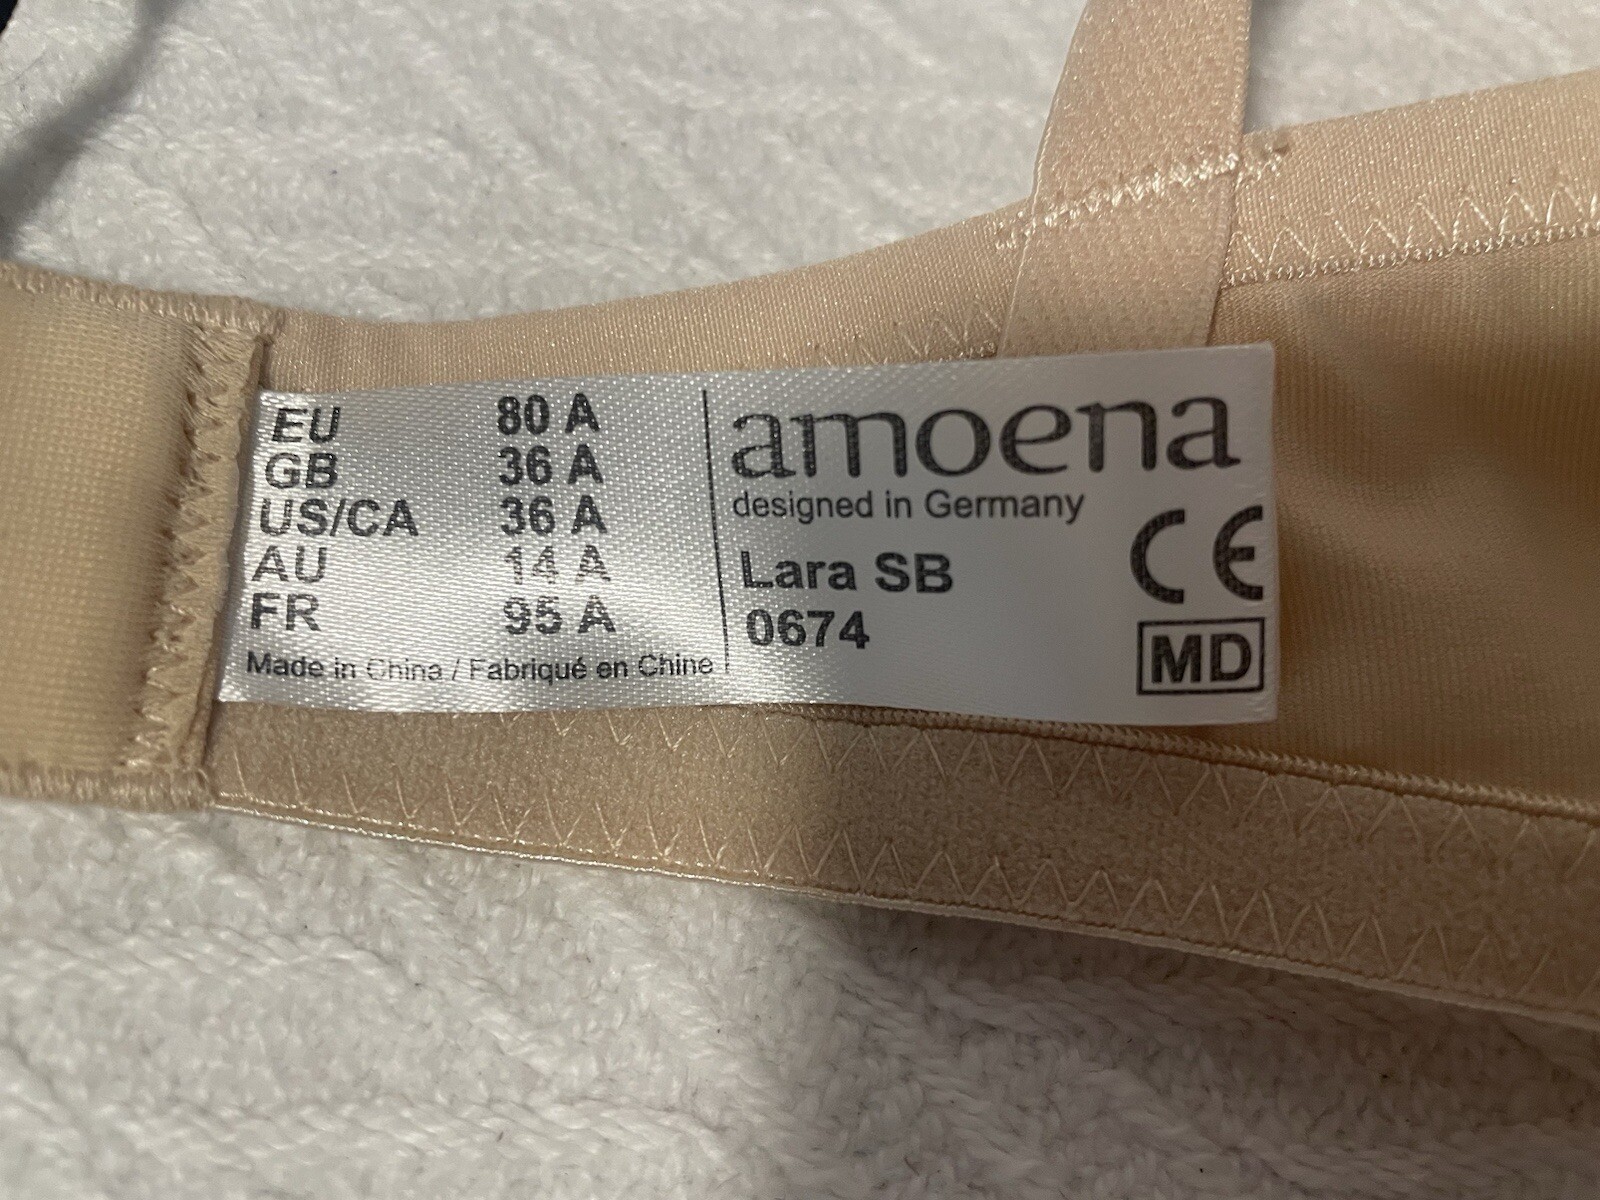 EU 80 A
GB 36 A
US/CA 36 A
AU 14 A
FR 95 A
Made in China / Fabriqué en Chine
amoena
designed in Germany
Lara SB
0674
CE
MD